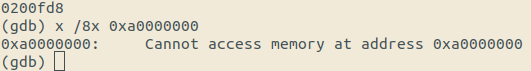 0200fd8
(gdb) x /8x 0xa0000000
0xa0000000:     Cannot access memory at address 0xa0000000
(gdb)